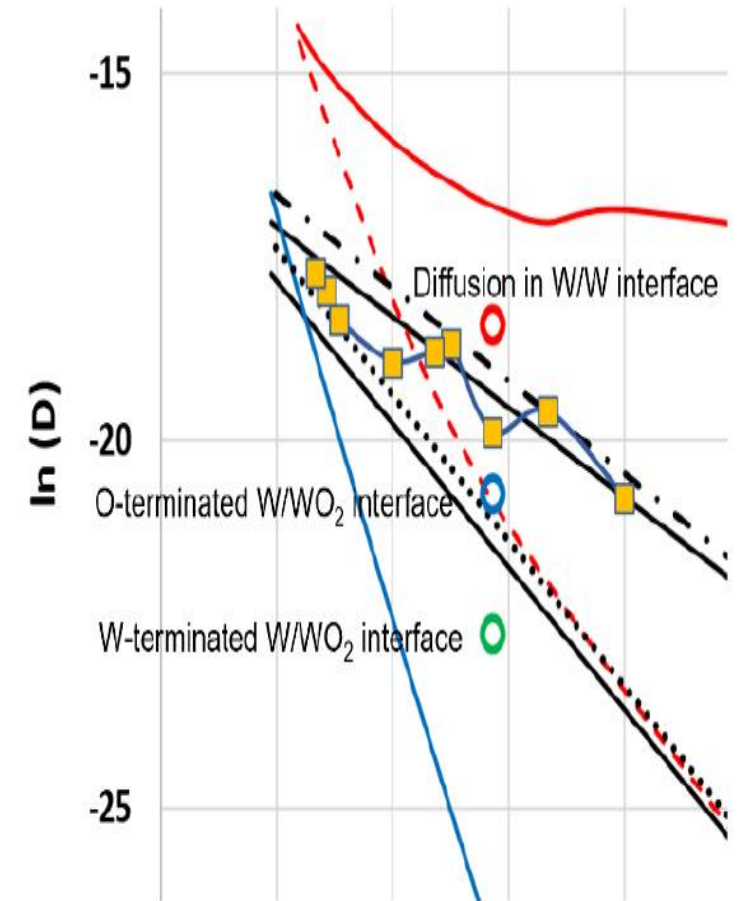 -15
Diffusion in W/W interface
ln (D)
-20
O-terminated W/WO₂ interface
W-terminated W/WO₂ interface
-25